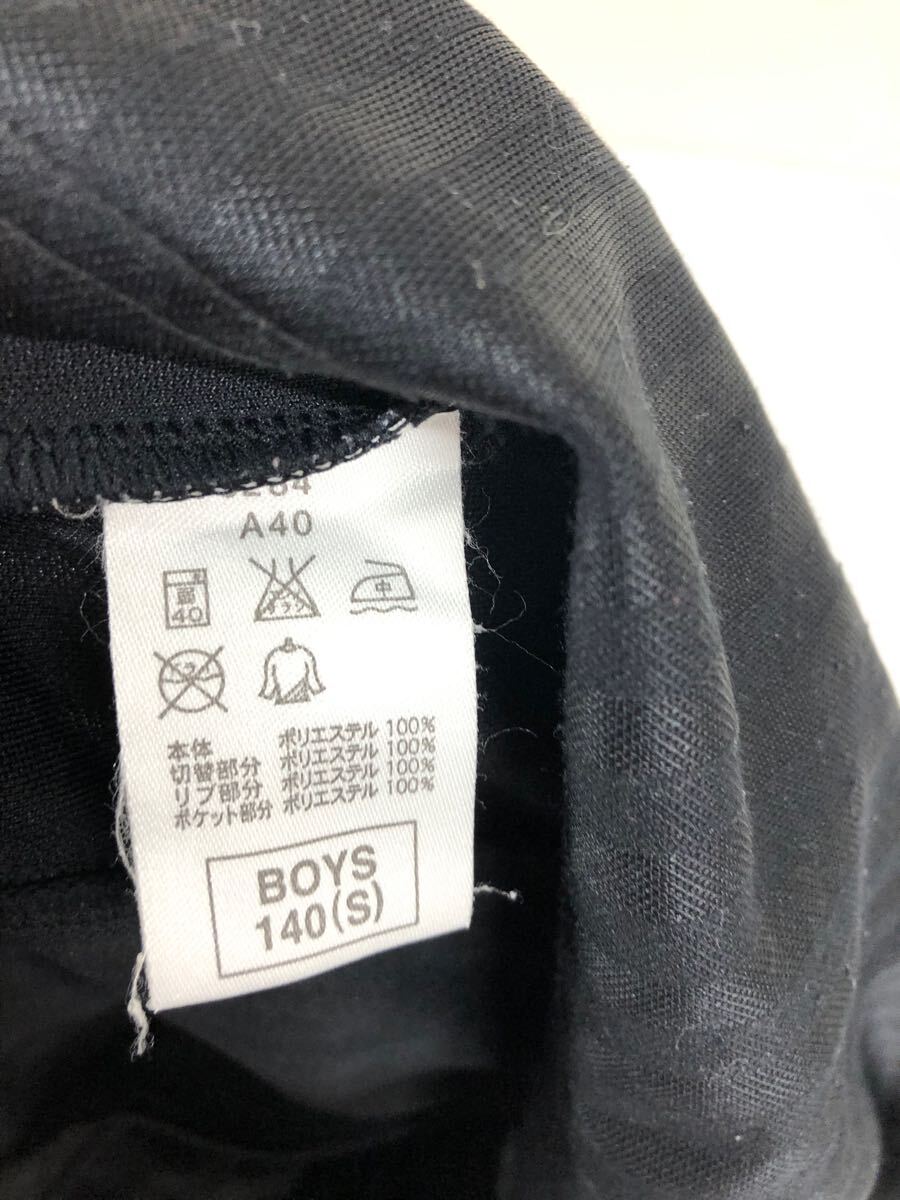 A40
40
中
本体 ポリエステル 100%
切替部分 ポリエステル 100%
リブ部分 ポリエステル 100%
ポケット部分 ポリエステル 100%
BOYS
140(S)